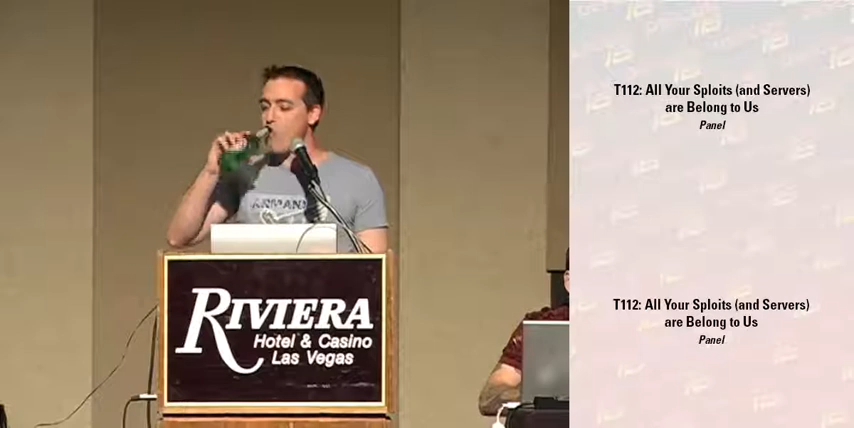 ARMANI
RIVIERA
Hotel & Casino
Las Vegas
T112: All Your Sploits (and Servers)
are Belong to Us
Panel
T112: All Your Sploits (and Servers)
are Belong to Us
Panel